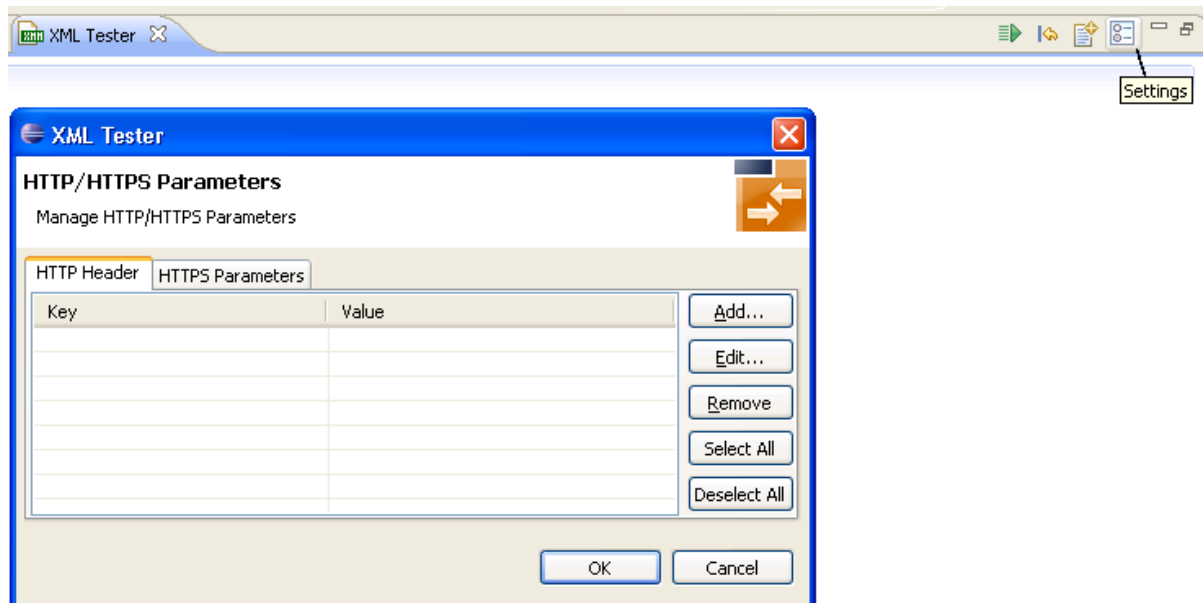 XML Tester
Settings
XML Tester
HTTP/HTTPS Parameters
Manage HTTP/HTTPS Parameters
HTTP Header HTTPS Parameters
Key Value
Add...
Edit...
Remove
Select All
Deselect All
OK Cancel